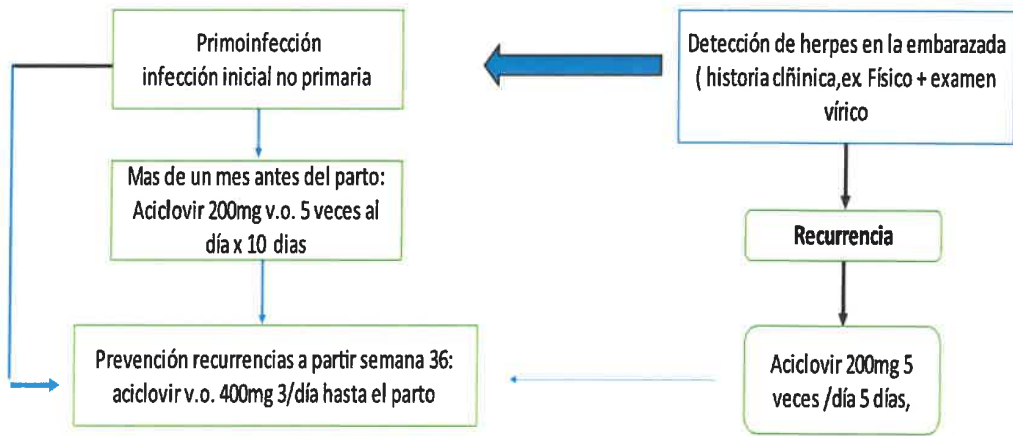 Primoinfección
infección inicial no primaria
Detección de herpes en la embarazada
( historia clñinica,ex. Físico + examen
vírico
Mas de un mes antes del parto:
Aciclovir 200mg v.o. 5 veces al
día x 10 dias
Recurrencia
Prevención recurrencias a partir semana 36:
aciclovir v.o. 400mg 3/día hasta el parto
Aciclovir 200mg 5
veces /día 5 días,